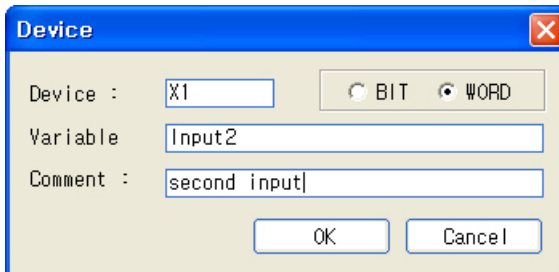 Device
Device : X1 BIT WORD
Variable Input2
Comment : second input
OK Cancel